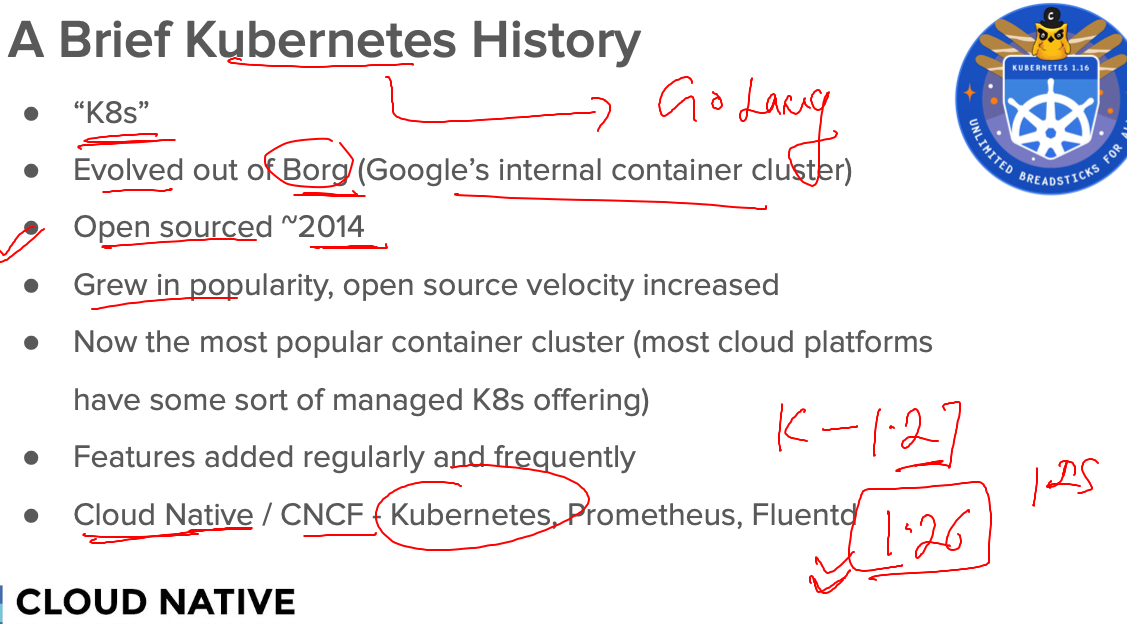 A Brief Kubernetes History
KUBERNETES 1.16
UNLIMITED BREADSTICKS FOR
Go Lang
● “K8s”
● Evolved out of Borg (Google’s internal container cluster)
● Open sourced ~2014
● Grew in popularity, open source velocity increased
● Now the most popular container cluster (most cloud platforms
have some sort of managed K8s offering)
K – 1.27
● Features added regularly and frequently
1.25
● Cloud Native / CNCF - Kubernetes, Prometheus, Fluentd
1.26
CLOUD NATIVE